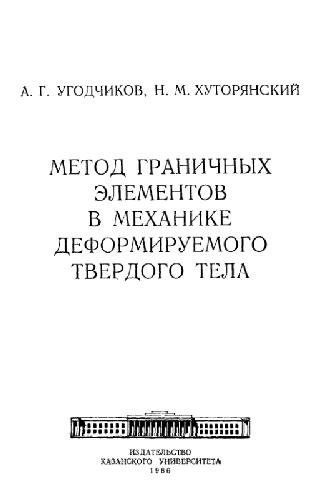 А. Г. УГОДЧИКОВ, Н. М. ХУТОРЯНСКИЙ
МЕТОД ГРАНИЧНЫХ
ЭЛЕМЕНТОВ
В МЕХАНИКЕ
ДЕФОРМИРУЕМОГО
ТВЕРДОГО ТЕЛА
ИЗДАТЕЛЬСТВО
КАЗАНСКОГО УНИВЕРСИТЕТА
1986